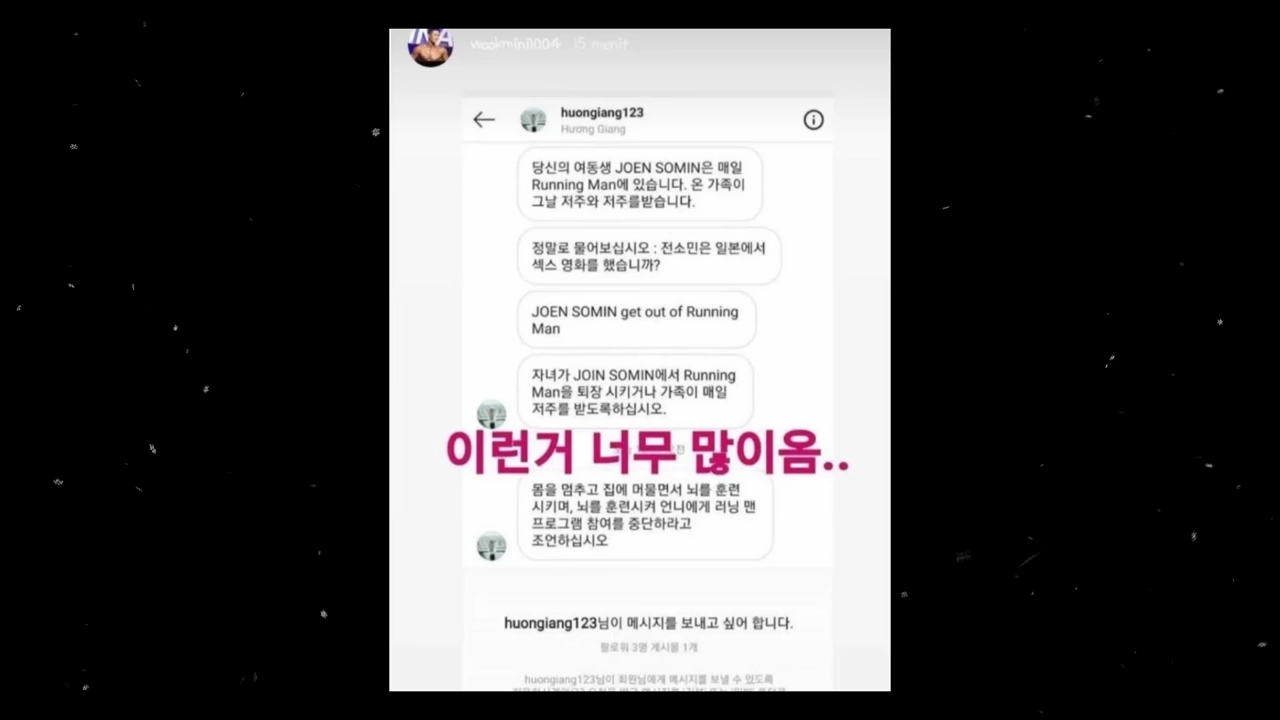 wookmini1004 15 menit
huongiang123
Hương Giang
당신의 여동생 JOEN SOMIN은 매일
Running Man에 있습니다. 온 가족이
그날 저주와 저주를받습니다.
정말로 물어보십시오 : 전소민은 일본에서
섹스 영화를 했습니까?
JOEN SOMIN get out of Running
Man
자녀가 JOIN SOMIN에서 Running
Man을 퇴장 시키거나 가족이 매일
저주를 받도록하십시오.
이런거 너무 많이옴..
몸을 멈추고 집에 머물면서 뇌를 훈련
시키며, 뇌를 훈련시켜 언니에게 러닝 맨
프로그램 참여를 중단하라고
조언하십시오
huongiang123님이 메시지를 보내고 싶어 합니다.
팔로워 3명 게시물 1개
huongiang123님이 회원님에게 메시지를 보낼 수 있도록